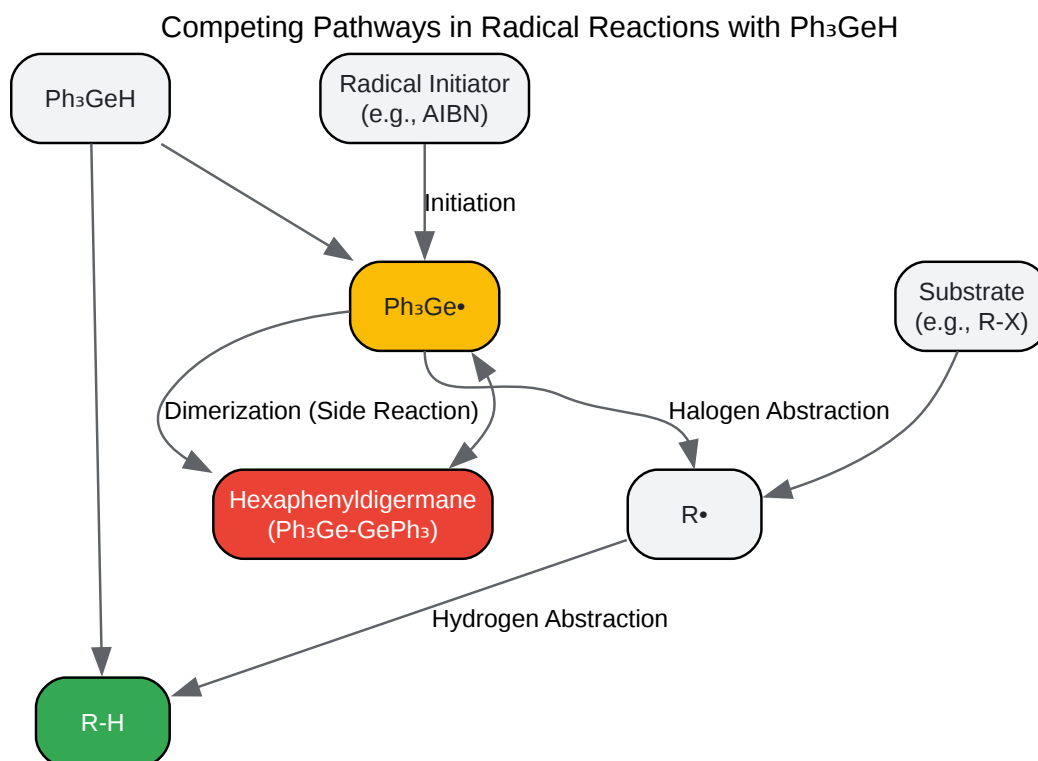 Competing Pathways in Radical Reactions with Ph₃GeH
Ph₃GeH
Radical Initiator
(e.g., AIBN)
Initiation
Ph₃Ge•
Substrate
(e.g., R-X)
Dimerization (Side Reaction)
Halogen Abstraction
Hexaphenyldigermane
(Ph₃Ge-GePh₃)
R•
Hydrogen Abstraction
R-H